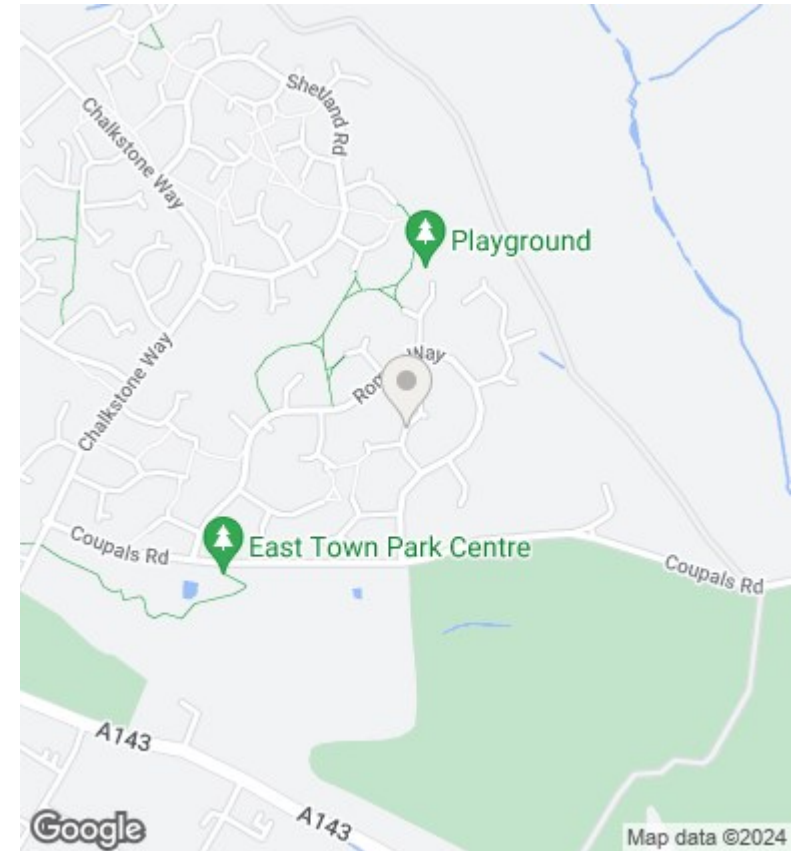 Shetland Rd
Chalkstone Way
Playground
Chalkstone Way
Way
Coupals Rd
East Town Park Centre
Coupals Rd
A143
A143
Google
Map data ©2024